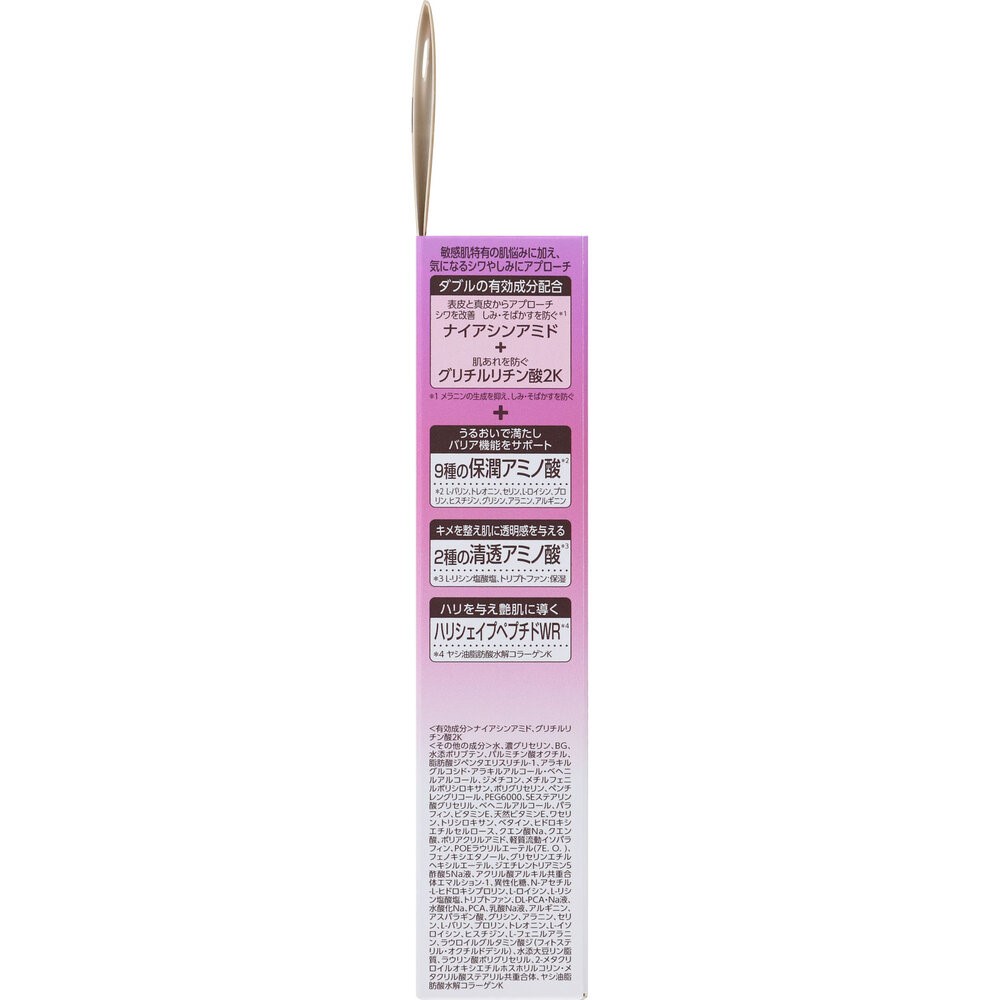 敏感肌特有の肌悩みに加え、
気になるシワやしみにアプローチ
ダブルの有効成分配合
表皮と真皮からアプローチ
シワを改善 しみ・そばかすを防ぐ*1
ナイアシンアミド
+
肌あれを防ぐ
グリチルリチン酸2K
*1 メラニンの生成を抑え、しみ・そばかすを防ぐ
+
うるおいで満たし
バリア機能をサポート
9種の保潤アミノ酸*2
*2 L-バリン、トレオニン、セリン、L-ロイシン、プロ
リン、ヒスチジン、グリシン、アラニン、アルギニン
キメを整え肌に透明感を与える
2種の清透アミノ酸*3
*3 L-リシン塩酸塩、トリプトファン:保湿
ハリを与え艶肌に導く
ハリシェイプペプチドWR*4
*4 ヤシ油脂肪酸水解コラーゲンK
<有効成分>ナイアシンアミド、グリチルリ
チン酸2K
<その他の成分>水、濃グリセリン、BG、
水添ポリブテン、パルミチン酸オクチル、
脂肪酸ジペンタエリスリチル-1、アラキル
グルコシド・アラキルアルコール・ベヘニ
ルアルコール、ジメチコン、メチルフェニ
ルポリシロキサン、ポリグリセリン、ペンチ
レングリコール、PEG6000、SEステアリン
酸グリセリル、ベヘニルアルコール、パラ
フィン、ビタミンE、天然ビタミンE、ワセリ
ン、トリシロキサン、ベタイン、ヒドロキシ
エチルセルロース、クエン酸Na、クエン
酸、ポリアクリルアミド、軽質流動イソパラ
フィン、POEラウリルエーテル(7E.O.)、
フェノキシエタノール、グリセリンエチル
ヘキシルエーテル、ジエチレントリアミン5
酢酸5Na液、アクリル酸アルキル共重合
体エマルション-1、異性化糖、N-アセチル
-L-ヒドロキシプロリン、L-ロイシン、L-リシ
ン塩酸塩、トリプトファン、DL-PCA・Na液、
水酸化Na、PCA、乳酸Na液、アルギニン、
アスパラギン酸、グリシン、アラニン、セリ
ン、L-バリン、プロリン、トレオニン、L-イソ
ロイシン、ヒスチジン、L-フェニルアラニ
ン、ラウロイルグルタミン酸ジ(フィトステ
リル・オクチルドデシル)、水添大豆リン脂
質、ラウリン酸ポリグリセリル、2-メタクリ
ロイルオキシエチルホスホリルコリン・メ
タクリル酸ステアリル共重合体、ヤシ油脂
肪酸水解コラーゲンK